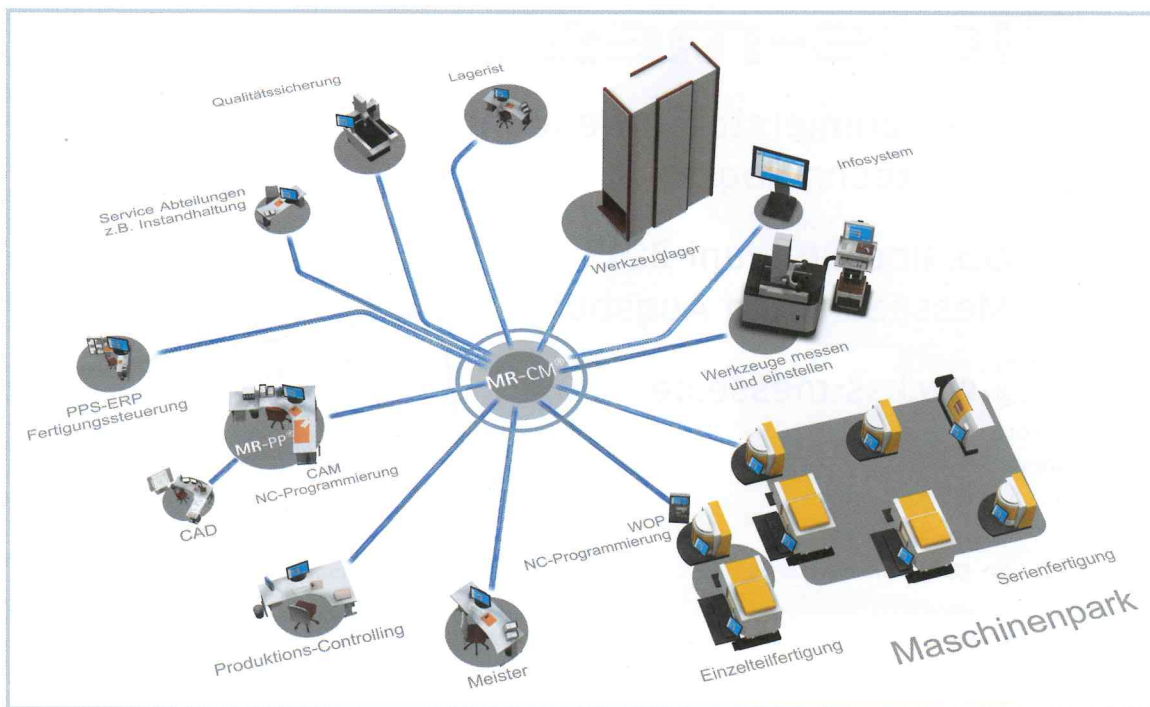 Lagerist
Qualitätssicherung
Infosystem
Service Abteilungen
z.B. Instandhaltung
Werkzeuglager
MR-CM®
Werkzeuge messen
und einstellen
PPS-ERP
Fertigungssteuerung
MR-PP®
CAM
NC-Programmierung
CAD
WOP
NC-Programmierung
Serienfertigung
Maschinenpark
Einzelteilfertigung
Produktions-Controlling
Meister